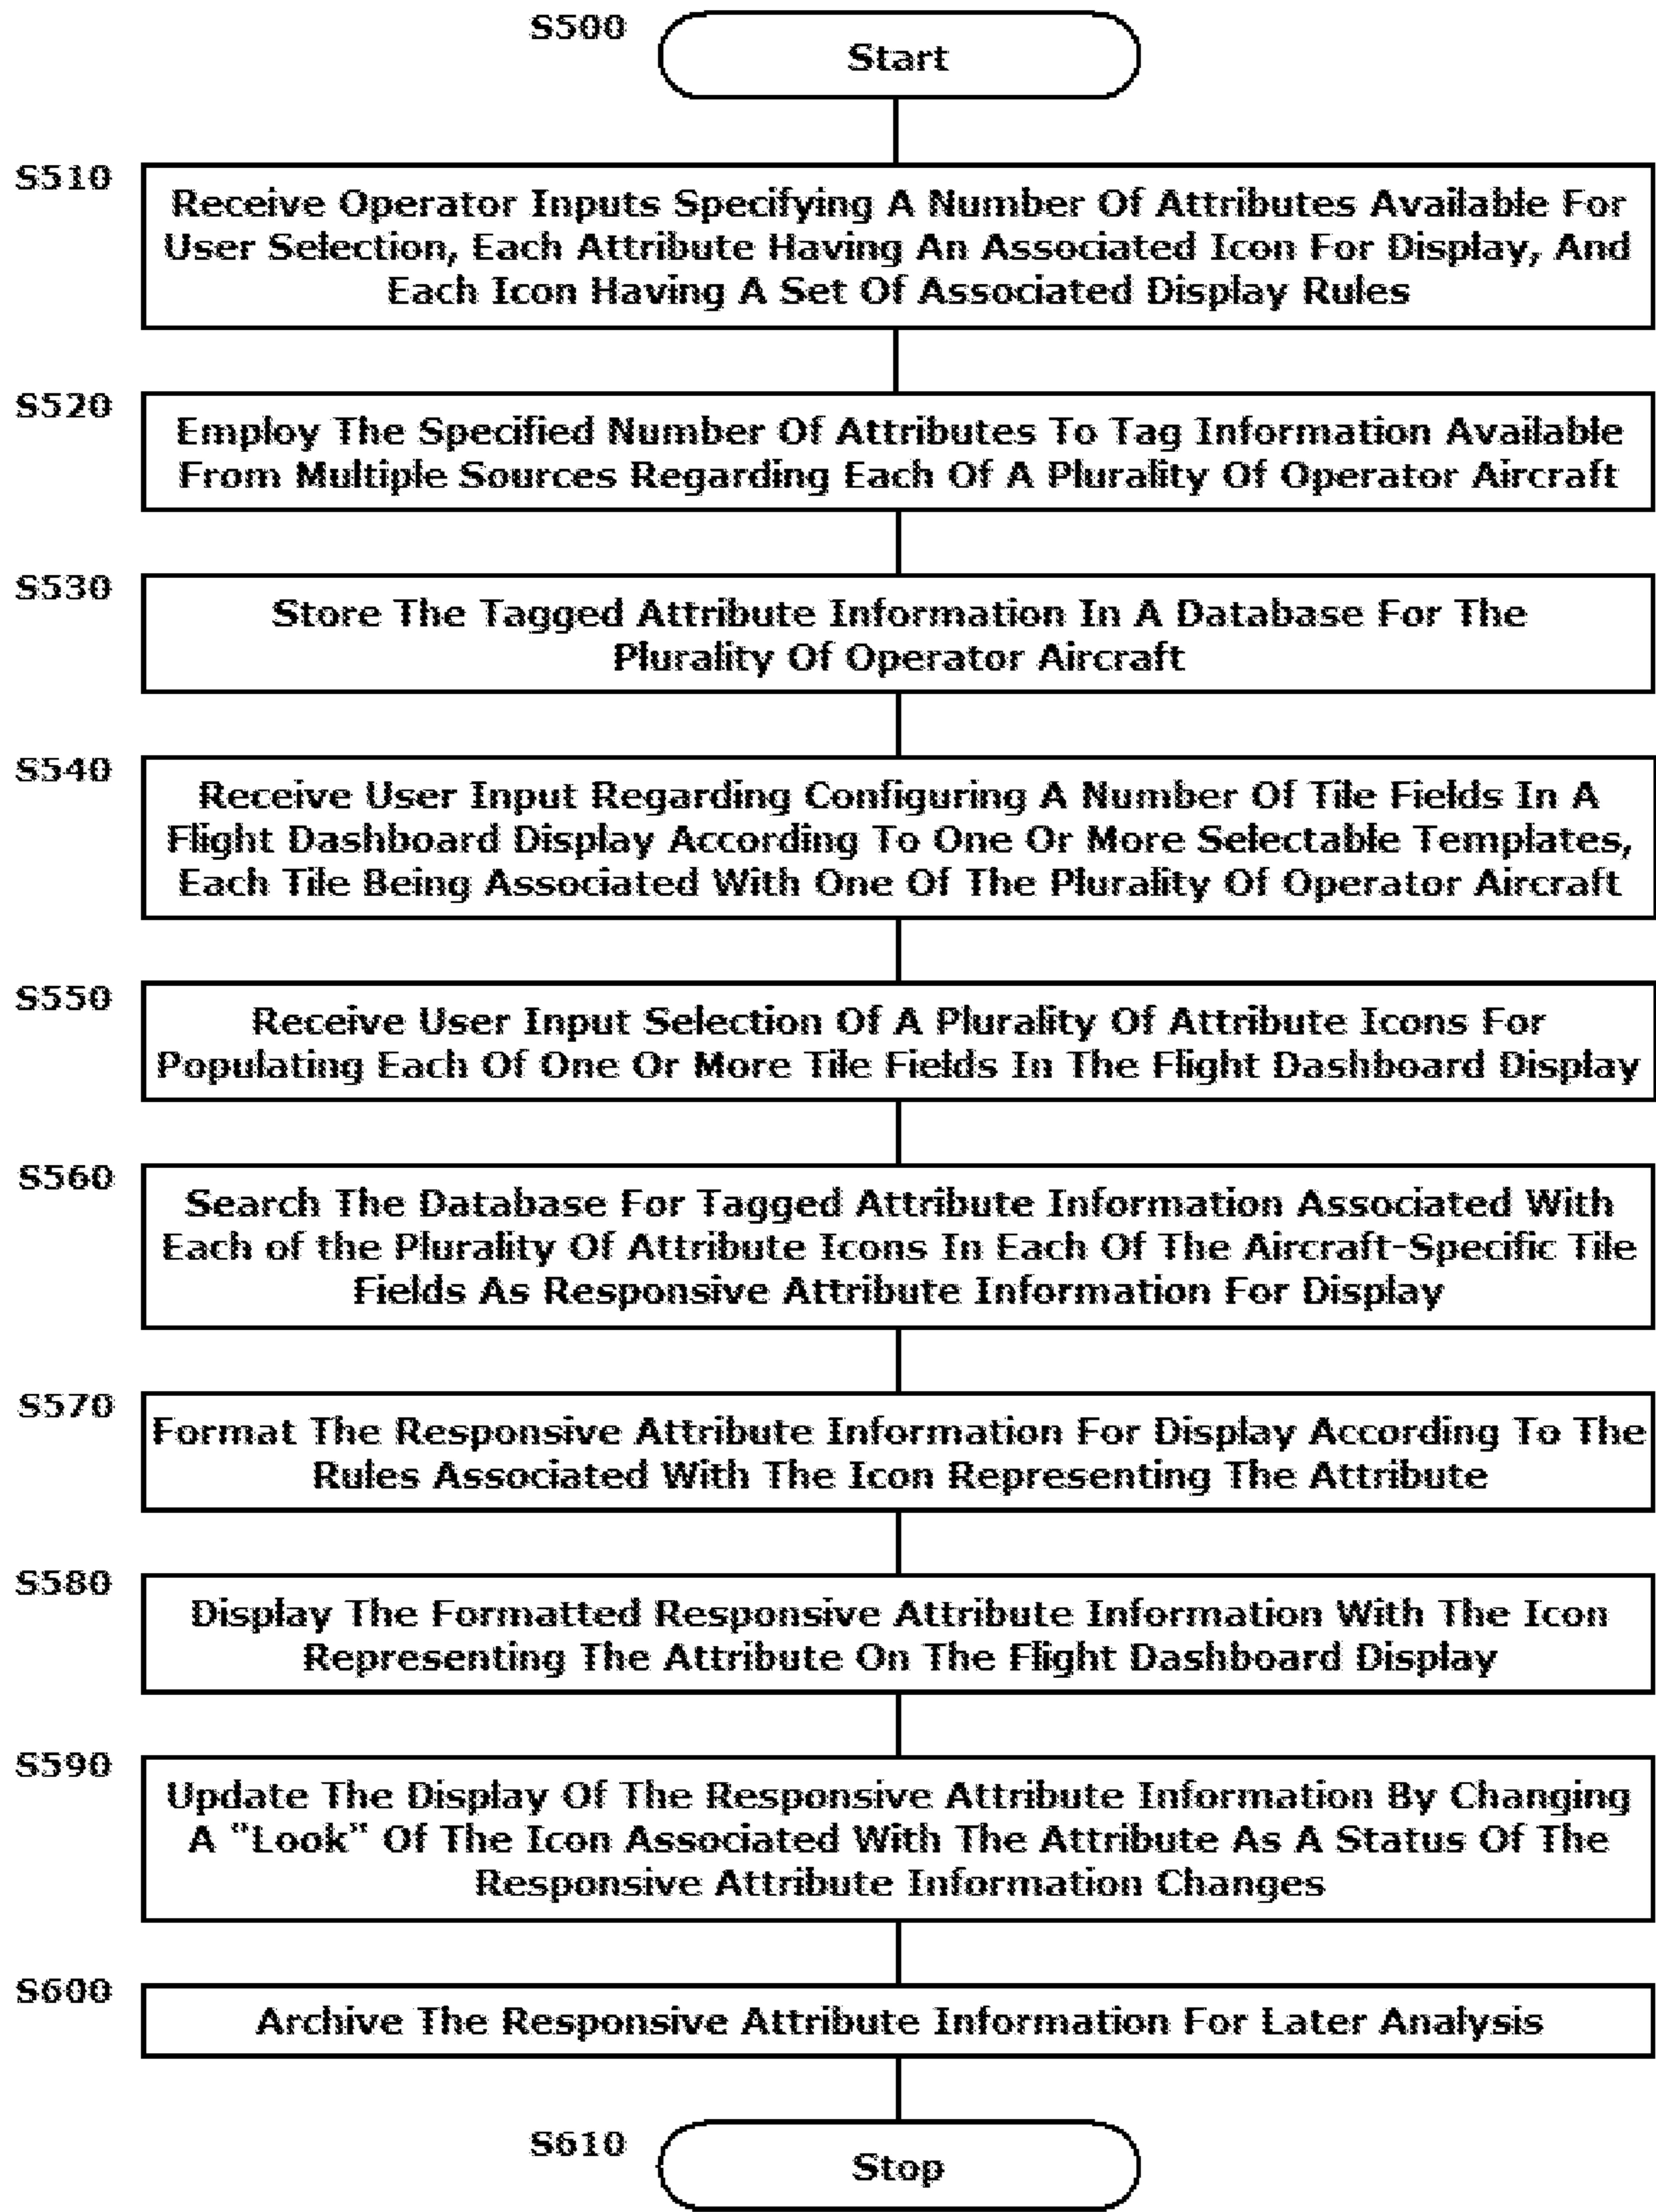 S500
Start
S510
Receive Operator Inputs Specifying A Number Of Attributes Available For
User Selection, Each Attribute Having An Associated Icon For Display, And
Each Icon Having A Set Of Associated Display Rules
S520
Employ The Specified Number Of Attributes To Tag Information Available
From Multiple Sources Regarding Each Of A Plurality Of Operator Aircraft
S530
Store The Tagged Attribute Information In A Database For The
Plurality Of Operator Aircraft
S540
Receive User Input Regarding Configuring A Number Of Tile Fields In A
Flight Dashboard Display According To One Or More Selectable Templates,
Each Tile Being Associated With One Of The Plurality Of Operator Aircraft
S550
Receive User Input Selection Of A Plurality Of Attribute Icons For
Populating Each Of One Or More Tile Fields In The Flight Dashboard Display
S560
Search The Database For Tagged Attribute Information Associated With
Each of the Plurality Of Attribute Icons In Each Of The Aircraft-Specific Tile
Fields As Responsive Attribute Information For Display
S570
Format The Responsive Attribute Information For Display According To The
Rules Associated With The Icon Representing The Attribute
S580
Display The Formatted Responsive Attribute Information With The Icon
Representing The Attribute On The Flight Dashboard Display
S590
Update The Display Of The Responsive Attribute Information By Changing
A "Look" Of The Icon Associated With The Attribute As A Status Of The
Responsive Attribute Information Changes
S600
Archive The Responsive Attribute Information For Later Analysis
S610
Stop